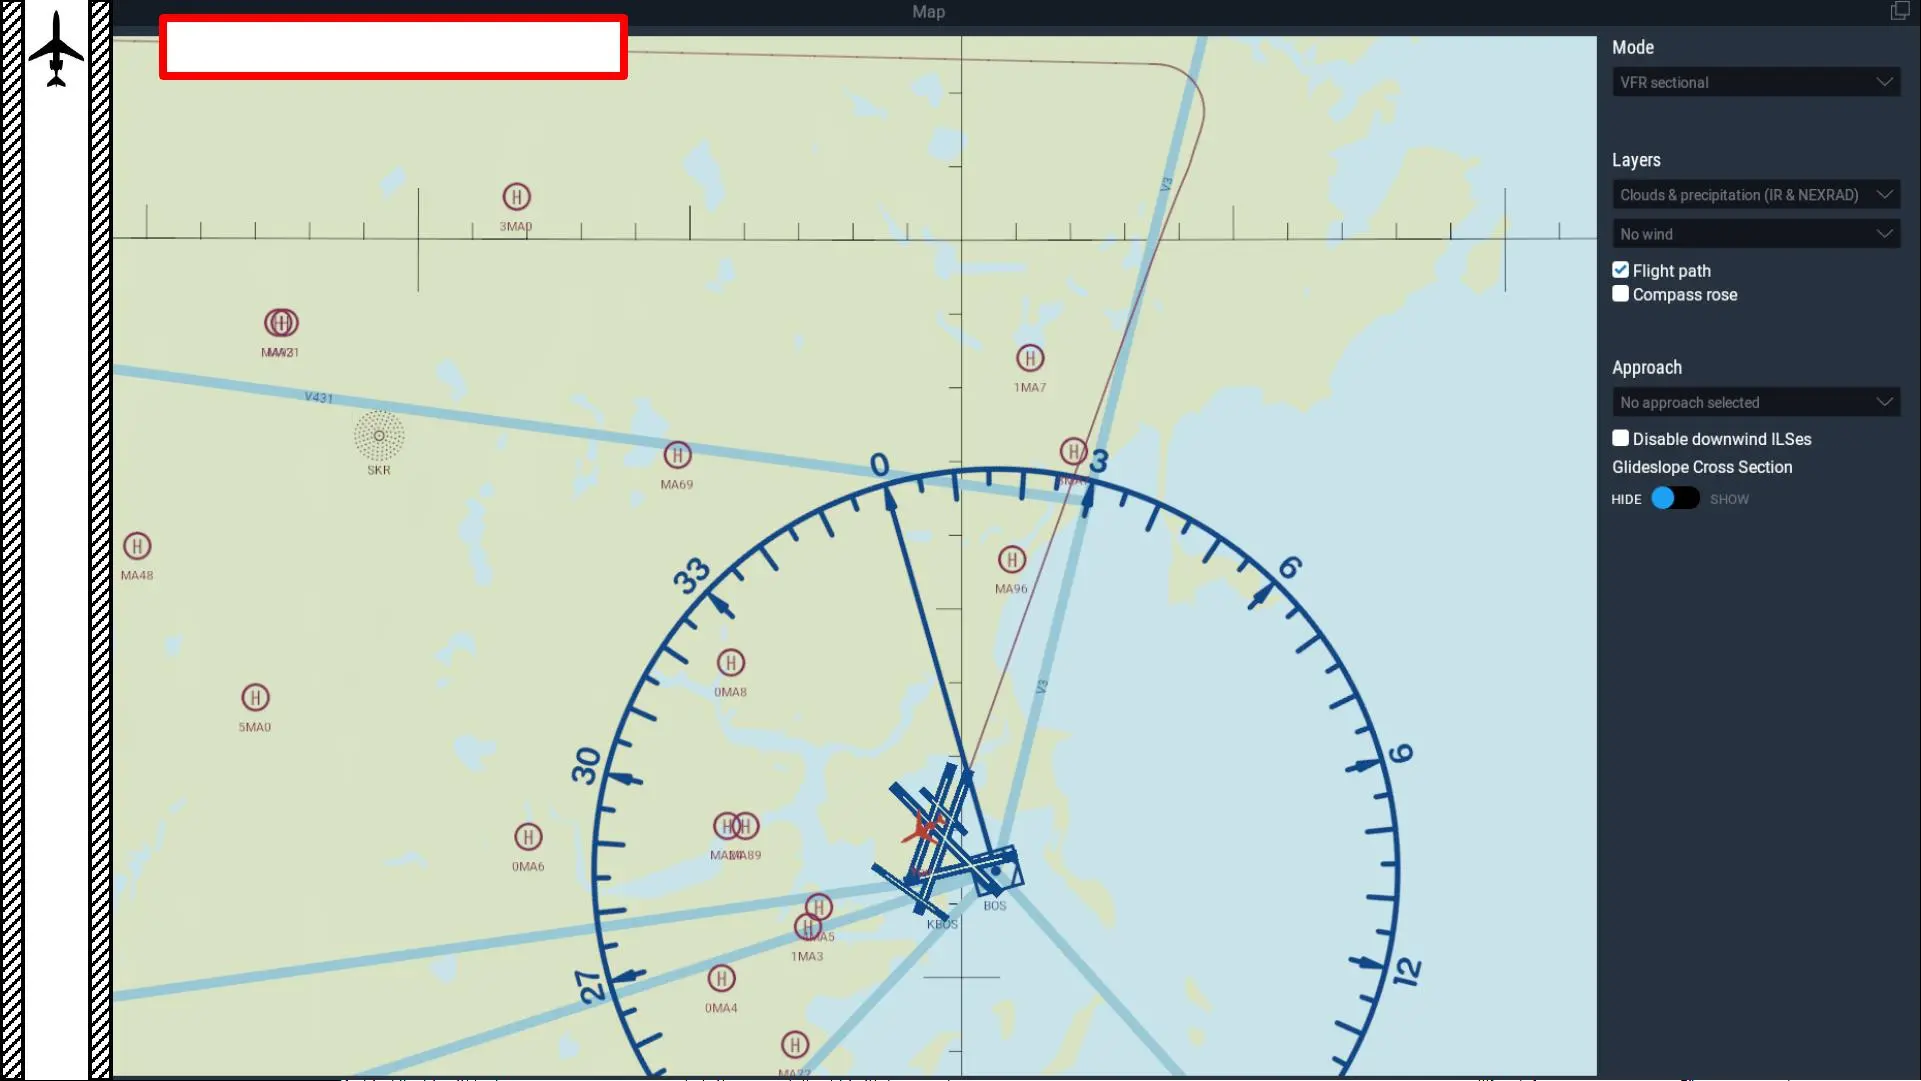 Map
Mode
VFR sectional
Layers
Clouds & precipitation (IR & NEXRAD)
No wind
Flight path
Compass rose
Approach
No approach selected
Disable downwind ILSes
Glideslope Cross Section
HIDE SHOW
V3
H
3MA0
H
H
1MA7
V431
SKR
H
MA69
0
H
3
H
MA48
33
H
MA96
6
H
0MA8
V3
H
5MA0
30
9
H
0MA6
H H
MA89
H
H
1MA3
BOS
KBOS
27
12
H
0MA4
H